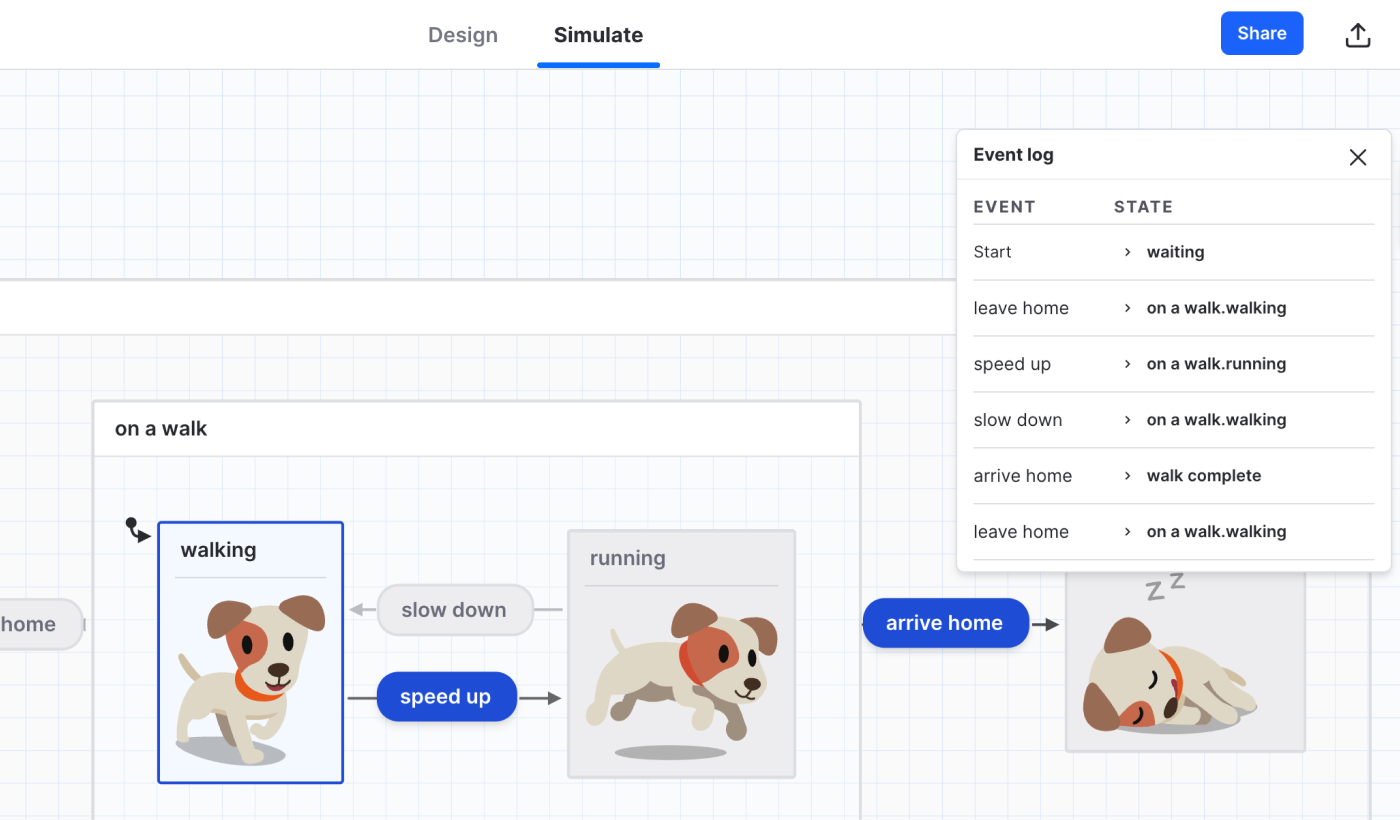 Design Simulate Share
Event log
EVENT STATE
Start > waiting
leave home > on a walk.walking
speed up > on a walk.running
slow down > on a walk.walking
arrive home > walk complete
leave home > on a walk.walking
on a walk
walking
running
home
slow down
speed up
arrive home
Z Z